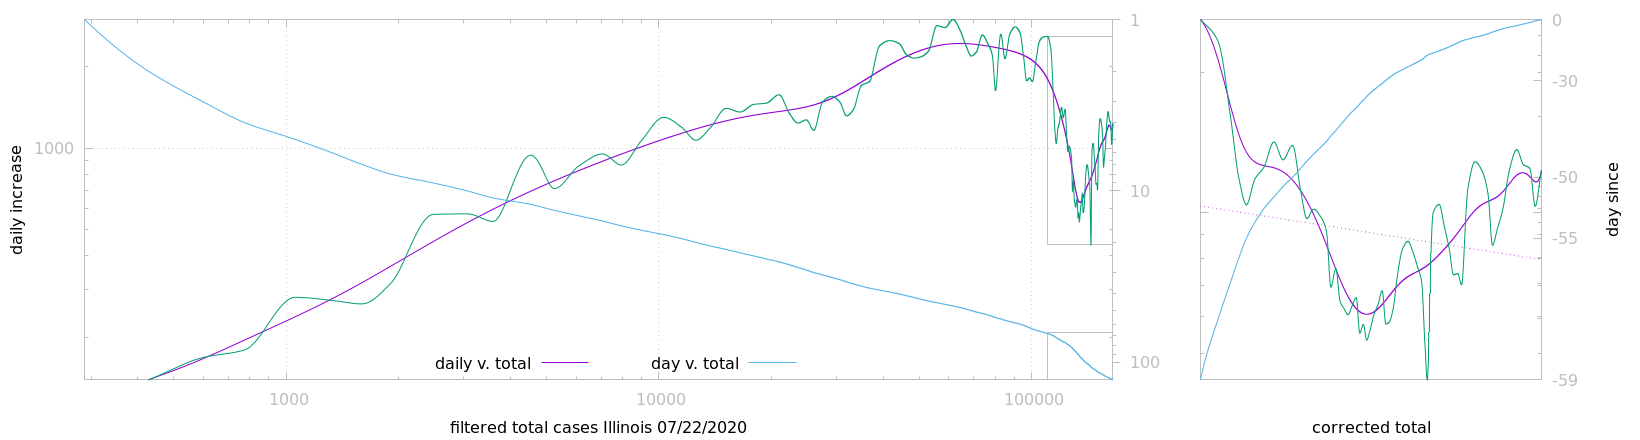 daily increase
1000
daily v. total
day v. total
1
10
100
1000
10000
100000
filtered total cases Illinois 07/22/2020
0
-30
-50
-55
-59
day since
corrected total